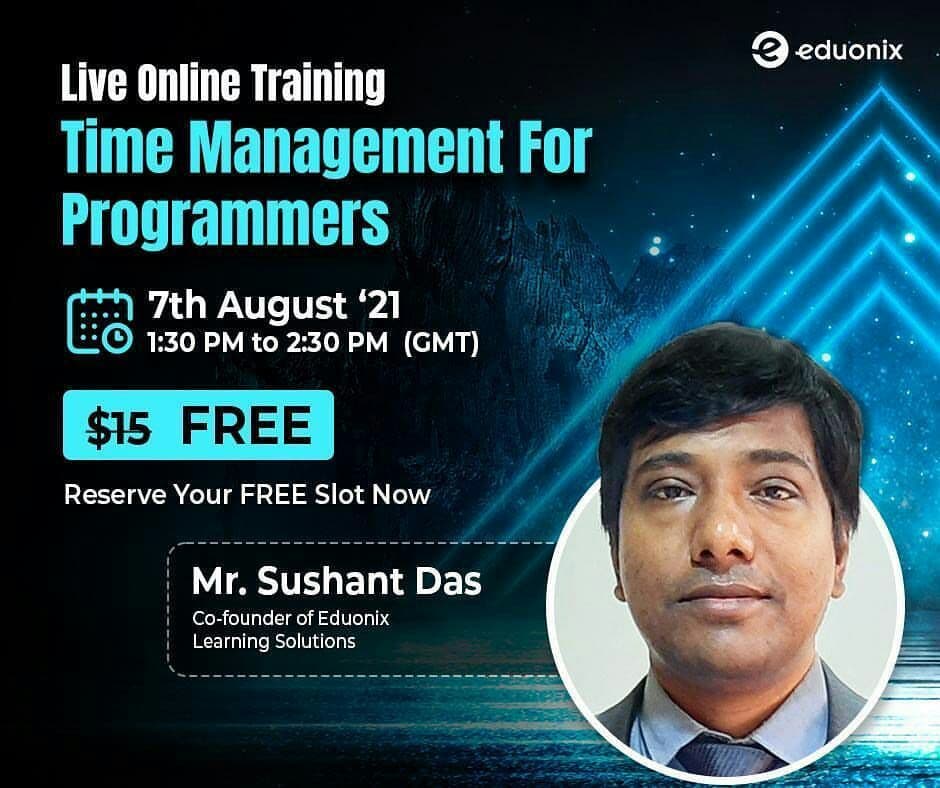 eduonix
Live Online Training
Time Management For
Programmers
7th August ‘21
1:30 PM to 2:30 PM (GMT)
$15 FREE
Reserve Your FREE Slot Now
Mr. Sushant Das
Co-founder of Eduonix
Learning Solutions